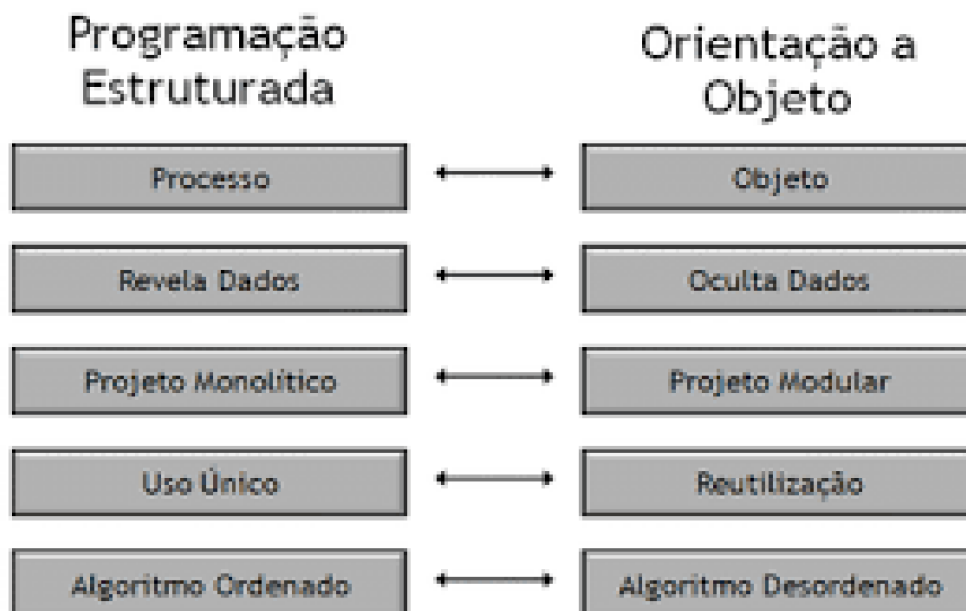 Programação
Estruturada
Orientação a
Objeto
Processo
Objeto
Revela Dados
Oculta Dados
Projeto Monolítico
Projeto Modular
Uso Único
Reutilização
Algoritmo Ordenado
Algoritmo Desordenado